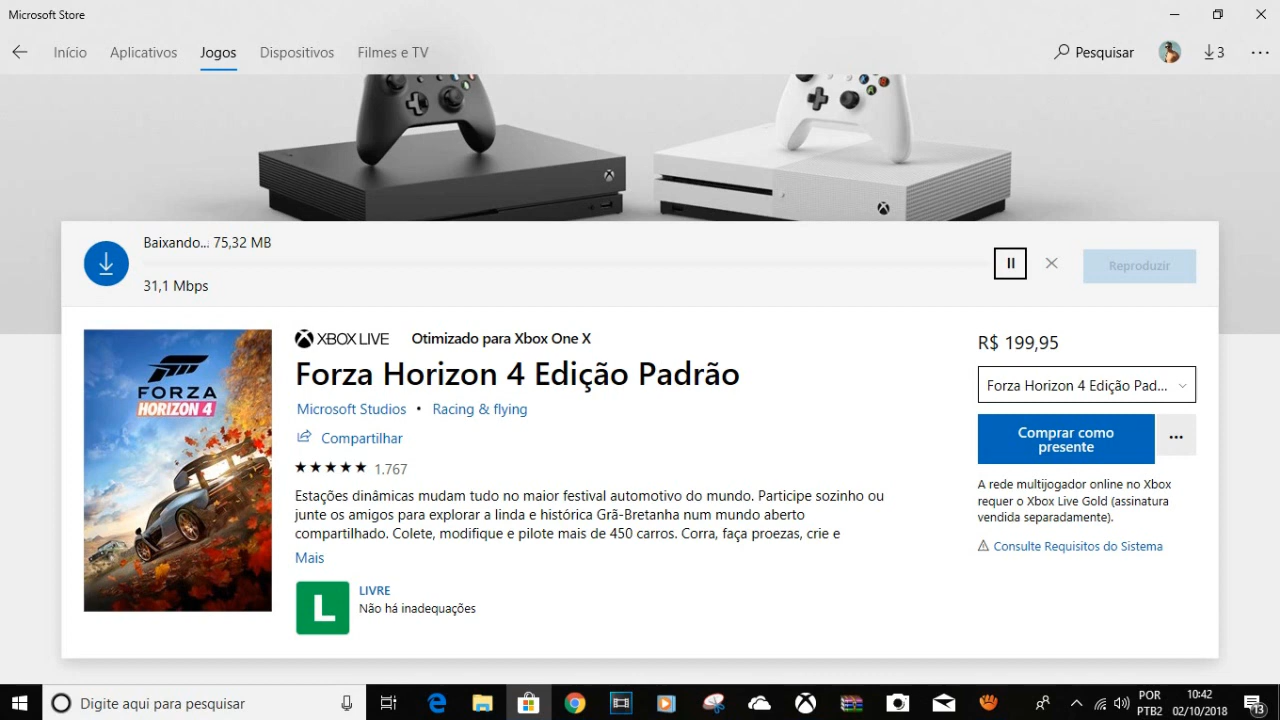 Microsoft Store
Início Aplicativos Jogos Dispositivos Filmes e TV Pesquisar 3
Baixando... 75,32 MB
31,1 Mbps
Reproduzir
FORZA
HORIZON 4
XBOX LIVE Otimizado para Xbox One X
Forza Horizon 4 Edição Padrão
Microsoft Studios • Racing & flying
Compartilhar
1.767
Estações dinâmicas mudam tudo no maior festival automotivo do mundo. Participe sozinho ou
junte os amigos para explorar a linda e histórica Grã-Bretanha num mundo aberto
compartilhado. Colete, modifique e pilote mais de 450 carros. Corra, faça proezas, crie e
Mais
L
LIVRE
Não há inadequações
R$ 199,95
Forza Horizon 4 Edição Pad...
Comprar como
presente
A rede multijogador online no Xbox
requer o Xbox Live Gold (assinatura
vendida separadamente).
Consulte Requisitos do Sistema
Digite aqui para pesquisar
POR
PTB2
10:42
02/10/2018
13